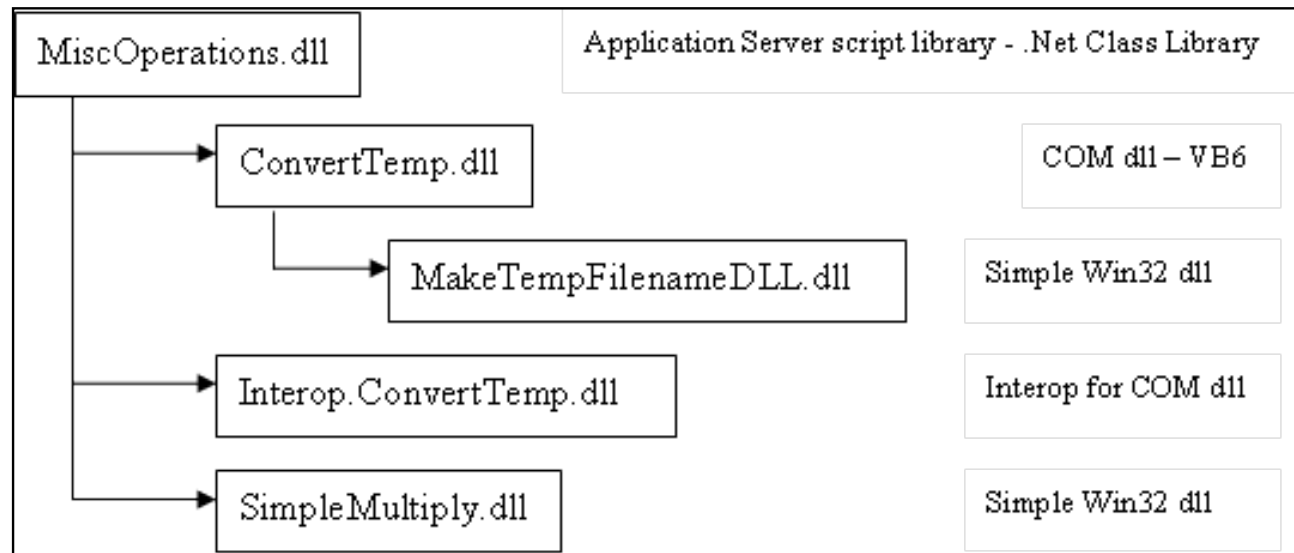 MiscOperations.dll
Application Server script library - .Net Class Library
ConvertTemp.dll
COM dll – VB6
MakeTempFilenameDLL.dll
Simple Win32 dll
Interop.ConvertTemp.dll
Interop for COM dll
SimpleMultiply.dll
Simple Win32 dll